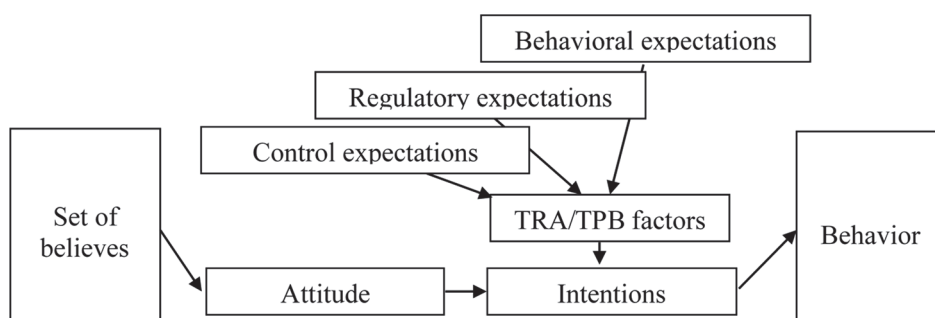 Behavioral expectations
Regulatory expectations
Control expectations
Set of
believes
TRA/TPB factors
Behavior
Attitude
Intentions